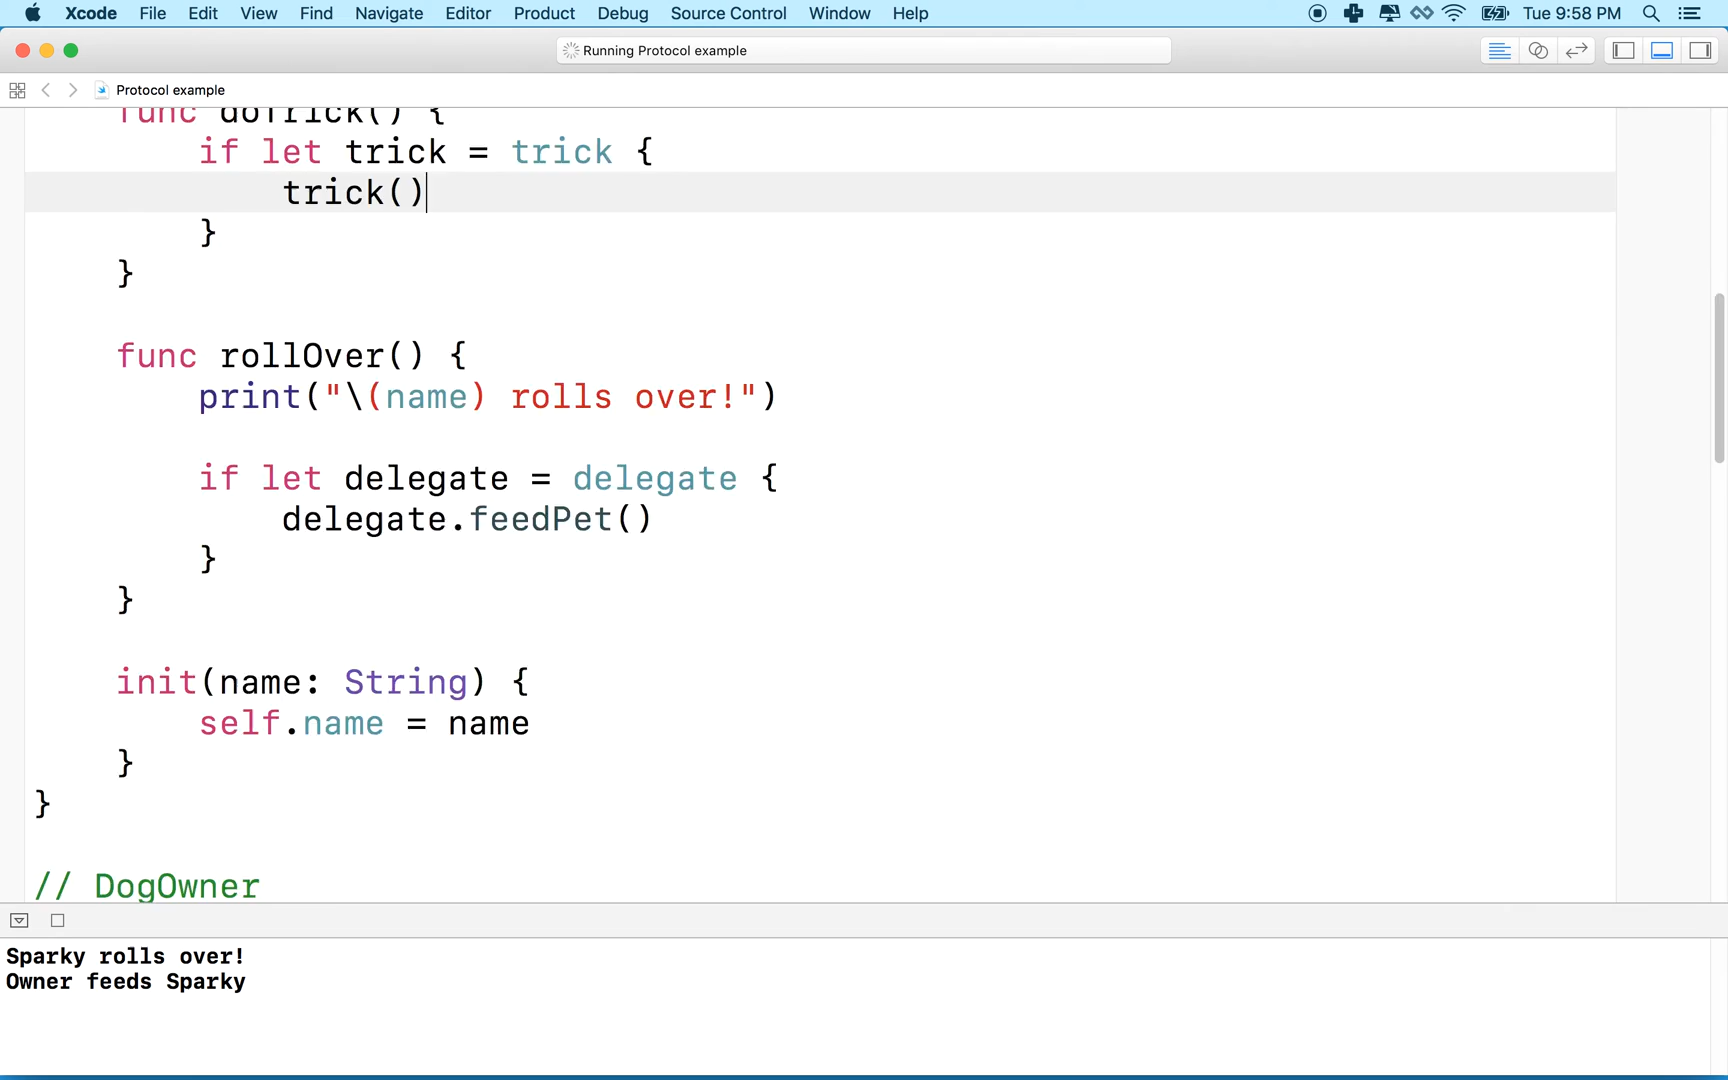 Xcode File Edit View Find Navigate Editor Product Debug Source Control Window Help Tue 9:58 PM
Running Protocol example
Protocol example
func doTrick() {
if let trick = trick {
trick()
}
}
func rollOver() {
print("\(name) rolls over!")
if let delegate = delegate {
delegate.feedPet()
}
}
init(name: String) {
self.name = name
}
}
// DogOwner
Sparky rolls over!
Owner feeds Sparky